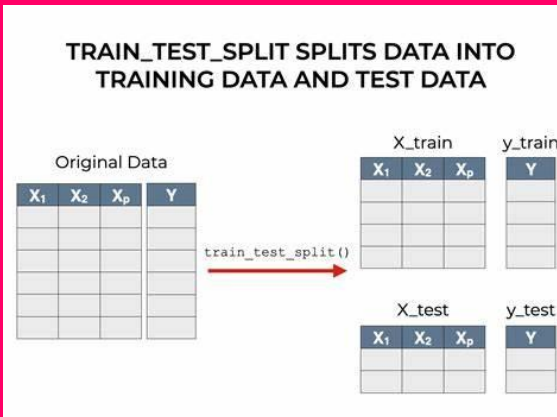 TRAIN_TEST_SPLIT SPLITS DATA INTO
TRAINING DATA AND TEST DATA
Original Data
X₁ X₂ Xₚ Y
train_test_split()
X_train y_train
X₁ X₂ Xₚ Y
X_test y_test
X₁ X₂ Xₚ Y